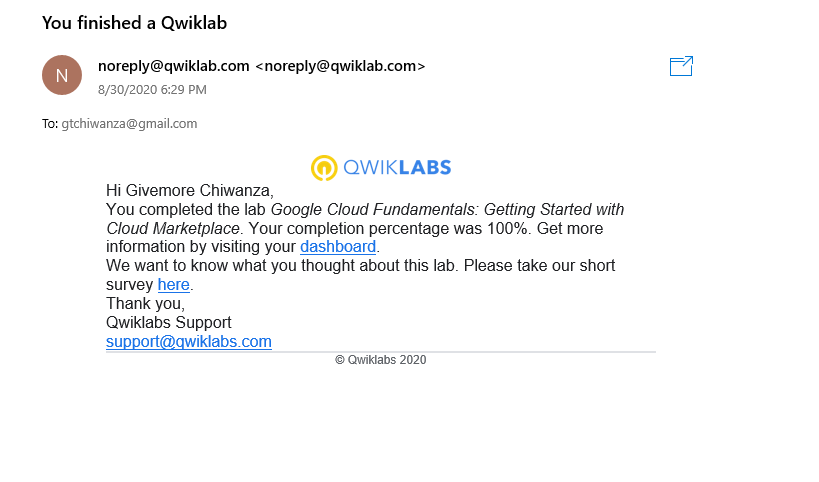 You finished a Qwiklab
N
noreply@qwiklab.com <noreply@qwiklab.com>
8/30/2020 6:29 PM
To: gtchiwanza@gmail.com
QWIKLABS
Hi Givemore Chiwanza,
You completed the lab Google Cloud Fundamentals: Getting Started with
Cloud Marketplace. Your completion percentage was 100%. Get more
information by visiting your dashboard.
We want to know what you thought about this lab. Please take our short
survey here.
Thank you,
Qwiklabs Support
support@qwiklabs.com
© Qwiklabs 2020